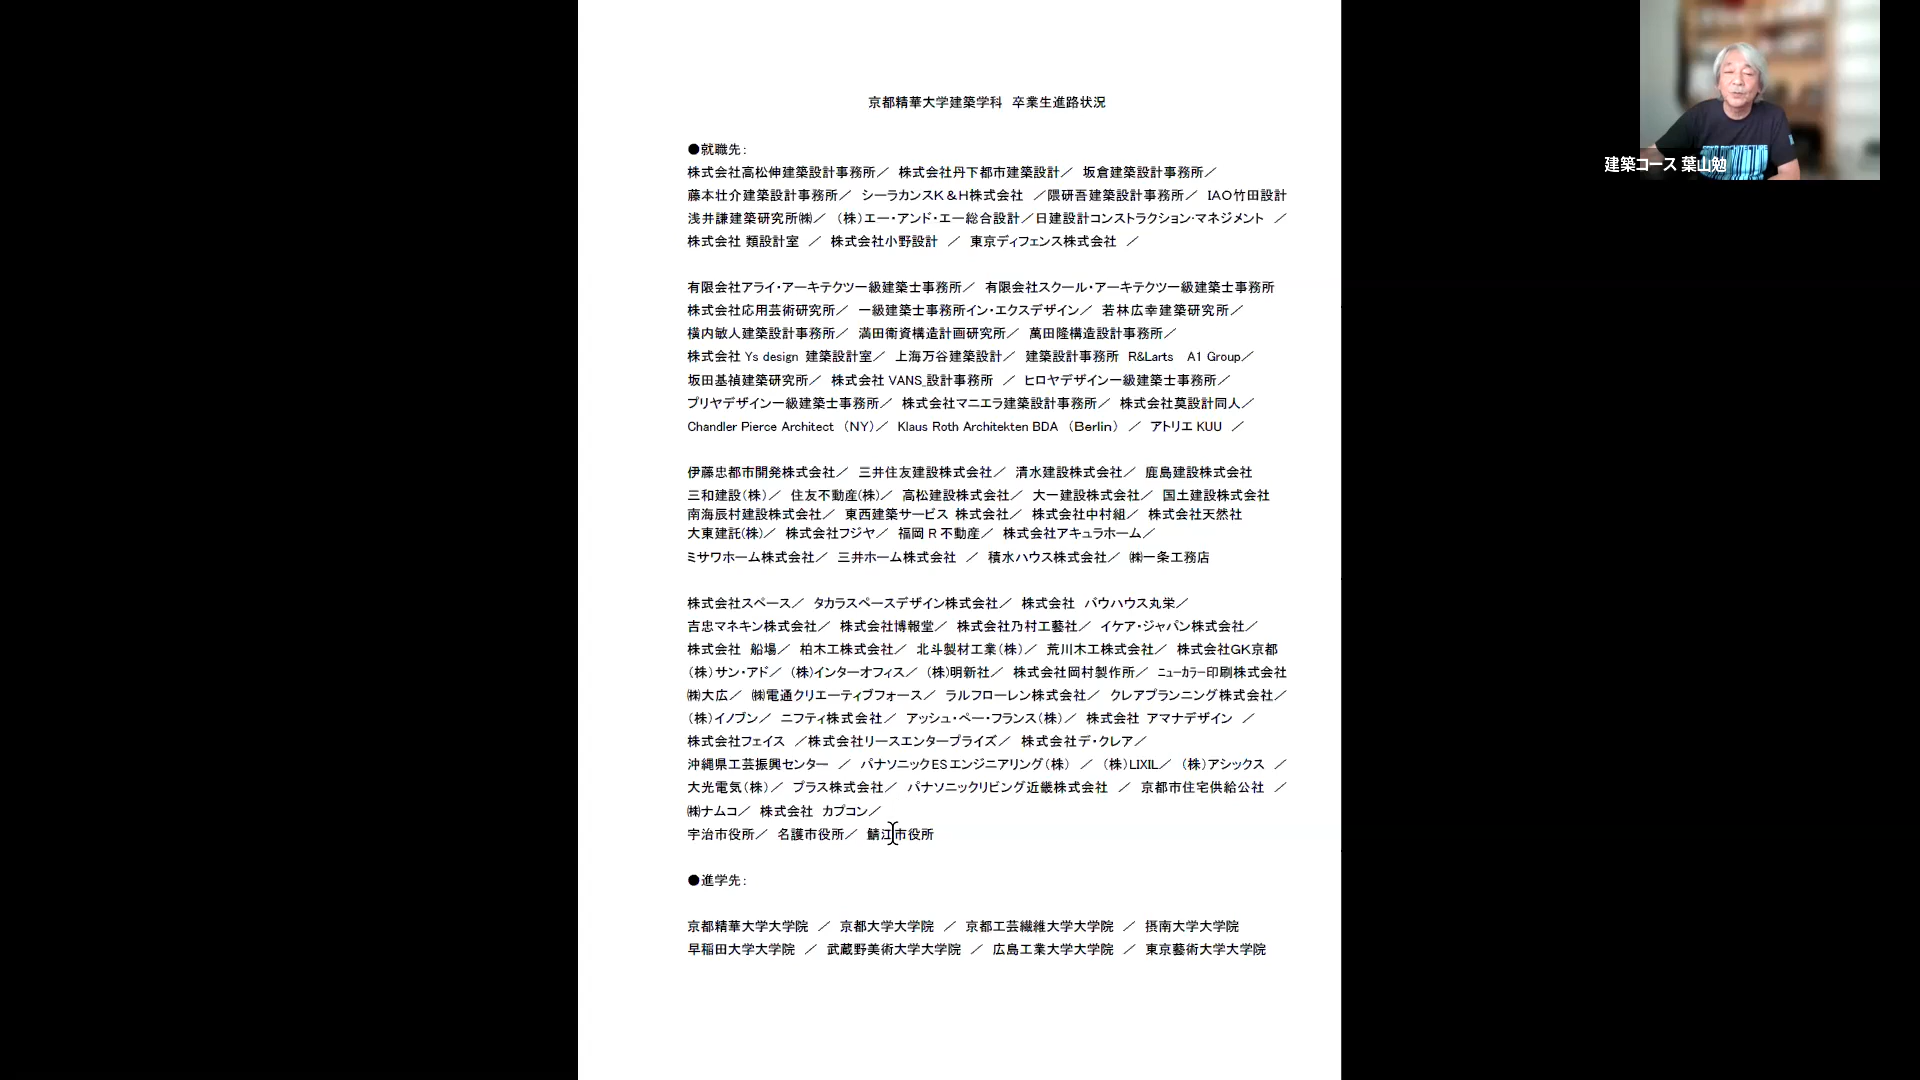 京都精華大学建築学科　卒業生進路状況
●就職先：
株式会社高松伸建築設計事務所／　株式会社丹下都市建築設計／　坂倉建築設計事務所／
藤本壮介建築設計事務所／　シーラカンスK＆H株式会社　／隈研吾建築設計事務所／　IAO竹田設計
浅井謙建築研究所㈱／　（株）エー・アンド・エー総合設計／日建設計コンストラクション・マネジメント　／
株式会社 類設計室　／　株式会社小野設計　／　東京ディフェンス株式会社　／
有限会社アライ・アーキテクツ一級建築士事務所／　有限会社スクール・アーキテクツ一級建築士事務所
株式会社応用芸術研究所／　一級建築士事務所イン・エクスデザイン／　若林広幸建築研究所／
横内敏人建築設計事務所／　満田衛資構造計画研究所／　萬田隆構造設計事務所／
株式会社 Ys design 建築設計室／　上海万谷建築設計／　建築設計事務所　R&Larts　A1 Group／
坂田基禎建築研究所／　株式会社 VANS_設計事務所　／　ヒロヤデザイン一級建築士事務所／
プリヤデザイン一級建築士事務所／　株式会社マニエラ建築設計事務所／　株式会社莫設計同人／
Chandler Pierce Architect （NY）／　Klaus Roth Architekten BDA （Berlin）　／　アトリエ KUU　／
伊藤忠都市開発株式会社／　三井住友建設株式会社／　清水建設株式会社／　鹿島建設株式会社
三和建設（株）／　住友不動産(株)／　高松建設株式会社／　大一建設株式会社／　国土建設株式会社
南海辰村建設株式会社／　東西建築サービス 株式会社／　株式会社中村組／　株式会社天然社
大東建託(株)／　株式会社フジヤ／　福岡 R 不動産／　株式会社アキュラホーム／
ミサワホーム株式会社／　三井ホーム株式会社　／　積水ハウス株式会社／　㈱一条工務店
株式会社スペース／　タカラスペースデザイン株式会社／　株式会社　バウハウス丸栄／
吉忠マネキン株式会社／　株式会社博報堂／　株式会社乃村工藝社／　イケア・ジャパン株式会社／
株式会社　船場／　柏木工株式会社／　北斗製材工業（株）／　荒川木工株式会社／　株式会社GK京都
（株）サン・アド／　（株)インターオフィス／　（株)明新社／　株式会社岡村製作所／　ﾆｭｰｶﾗｰ印刷株式会社
㈱大広／　㈱電通クリエーティブフォース／　ラルフローレン株式会社／　クレアプランニング株式会社／
（株）イノブン／　ニフティ株式会社／　アッシュ・ペー・フランス（株）／　株式会社 アマナデザイン　／
株式会社フェイス　／株式会社リースエンタープライズ／　株式会社デ・クレア／
沖縄県工芸振興センター　／　パナソニックESエンジニアリング（株）　／　（株）LIXIL／　（株）アシックス　／
大光電気（株）／　プラス株式会社／　パナソニックリビング近畿株式会社　／　京都市住宅供給公社　／
㈱ナムコ／　株式会社　カプコン／
宇治市役所／　名護市役所／　鯖江市役所
●進学先：
京都精華大学大学院　／　京都大学大学院　／　京都工芸繊維大学大学院　／　摂南大学大学院
早稲田大学大学院　／　武蔵野美術大学大学院　／　広島工業大学大学院　／　東京藝術大学大学院
建築コース 葉山勉